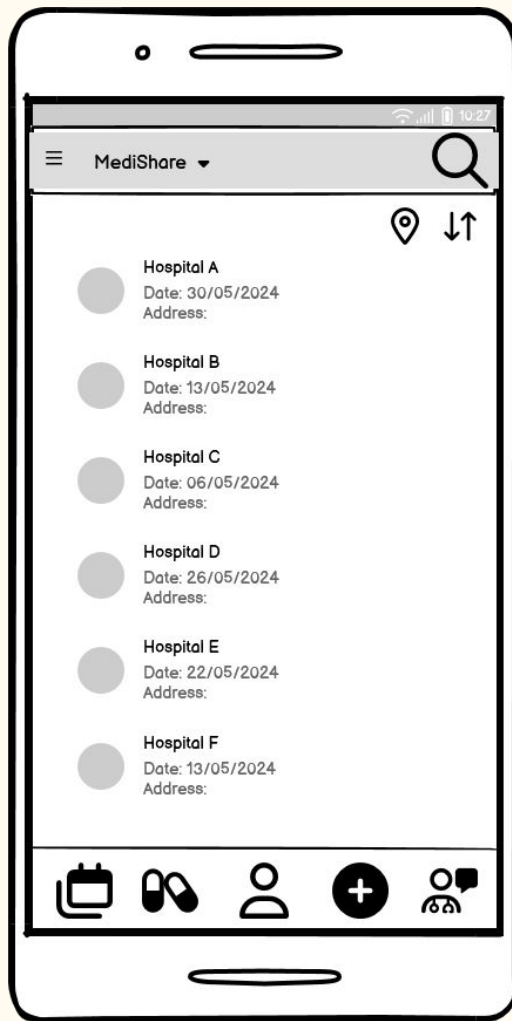 10:27
MediShare
Hospital A
Date: 30/05/2024
Address:
Hospital B
Date: 13/05/2024
Address:
Hospital C
Date: 06/05/2024
Address:
Hospital D
Date: 26/05/2024
Address:
Hospital E
Date: 22/05/2024
Address:
Hospital F
Date: 13/05/2024
Address: